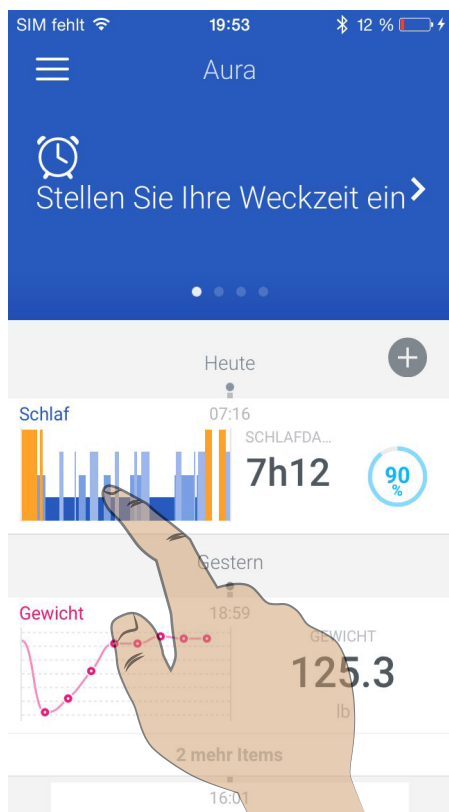 SIM fehlt 19:53 12 %
Aura
Stellen Sie Ihre Weckzeit ein
Heute
Schlaf 07:16
SCHLAFDA...
7h12
90
%
Gestern
Gewicht 18:59
GEWICHT
125.3
lb
2 mehr Items
16:01